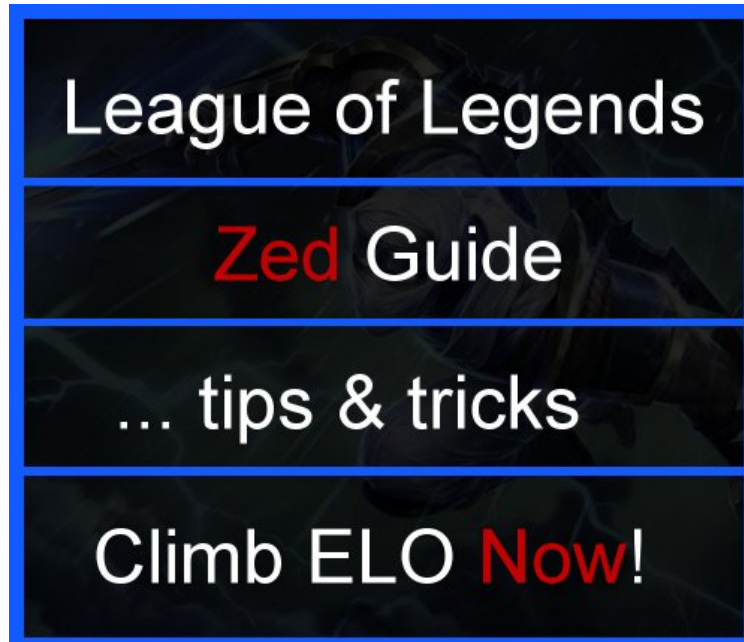 League of Legends
Zed Guide
... tips & tricks
Climb ELO Now!